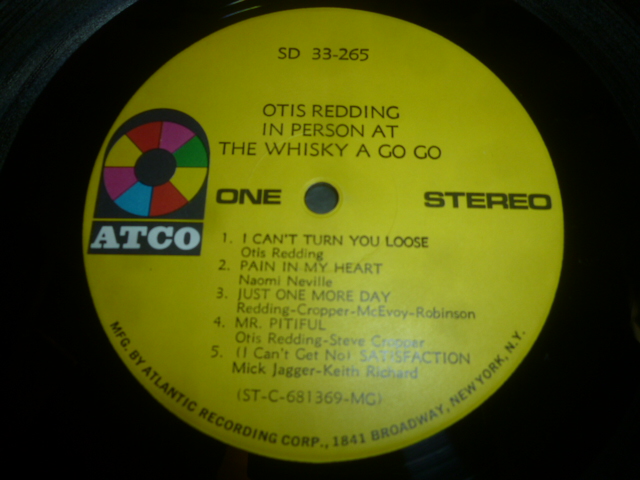 SD 33-265
OTIS REDDING
IN PERSON AT
THE WHISKY A GO GO
ONE
STEREO
ATCO
1. I CAN'T TURN YOU LOOSE
Otis Redding
2. PAIN IN MY HEART
Naomi Neville
3. JUST ONE MORE DAY
Redding-Cropper-McEvoy-Robinson
4. MR. PITIFUL
Otis Redding-Steve Cropper
5. (I Can't Get No) SATISFACTION
Mick Jagger-Keith Richard
(ST-C-681369-MG)
MFG. BY ATLANTIC RECORDING CORP., 1841 BROADWAY, NEW YORK, N.Y.